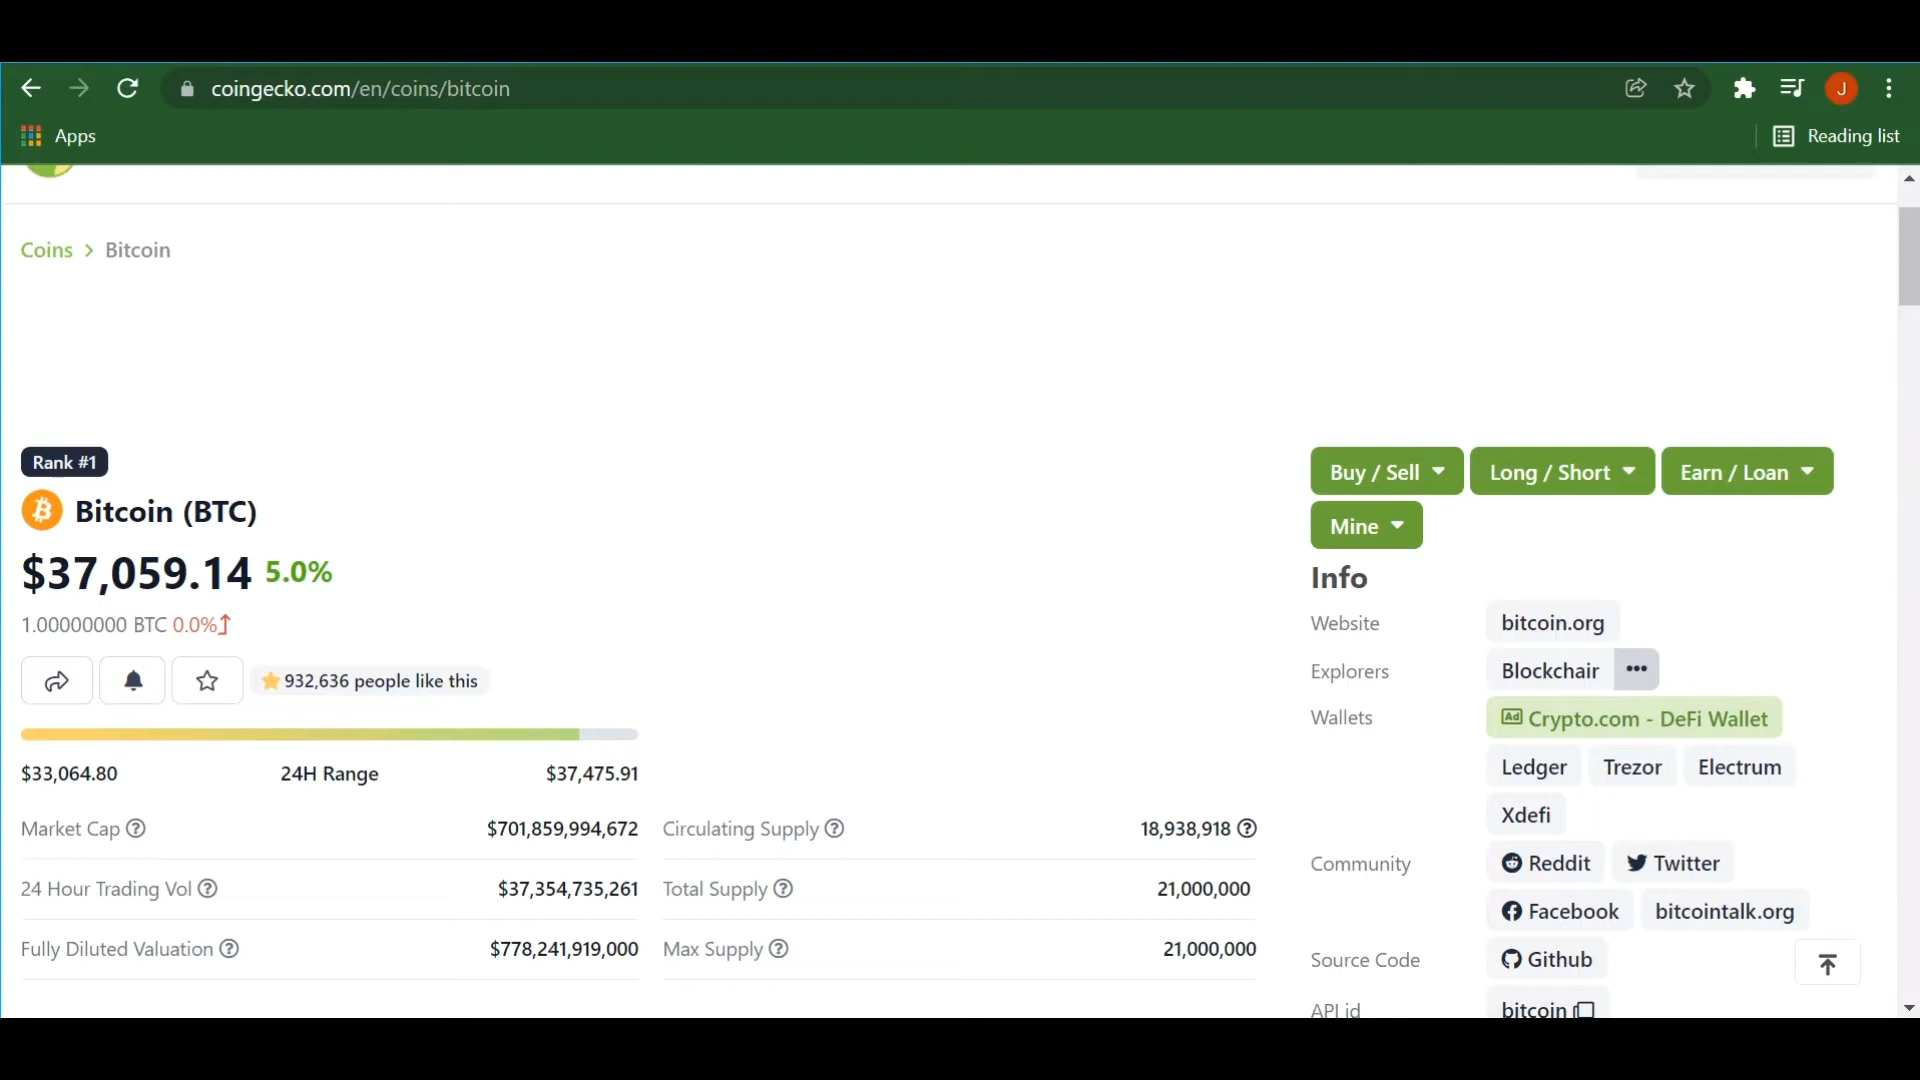 coingecko.com/en/coins/bitcoin
J
Apps
Reading list
Coins > Bitcoin
Rank #1
Bitcoin (BTC)
$37,059.14 5.0%
1.00000000 BTC 0.0%
932,636 people like this
$33,064.80 24H Range $37,475.91
Market Cap $701,859,994,672
Circulating Supply 18,938,918
24 Hour Trading Vol $37,354,735,261
Total Supply 21,000,000
Fully Diluted Valuation $778,241,919,000
Max Supply 21,000,000
Buy / Sell Long / Short Earn / Loan
Mine
Info
Website bitcoin.org
Explorers Blockchair •••
Wallets Ad Crypto.com - DeFi Wallet
Ledger Trezor Electrum
Xdefi
Community Reddit Twitter
Facebook bitcointalk.org
Source Code Github
API id bitcoin